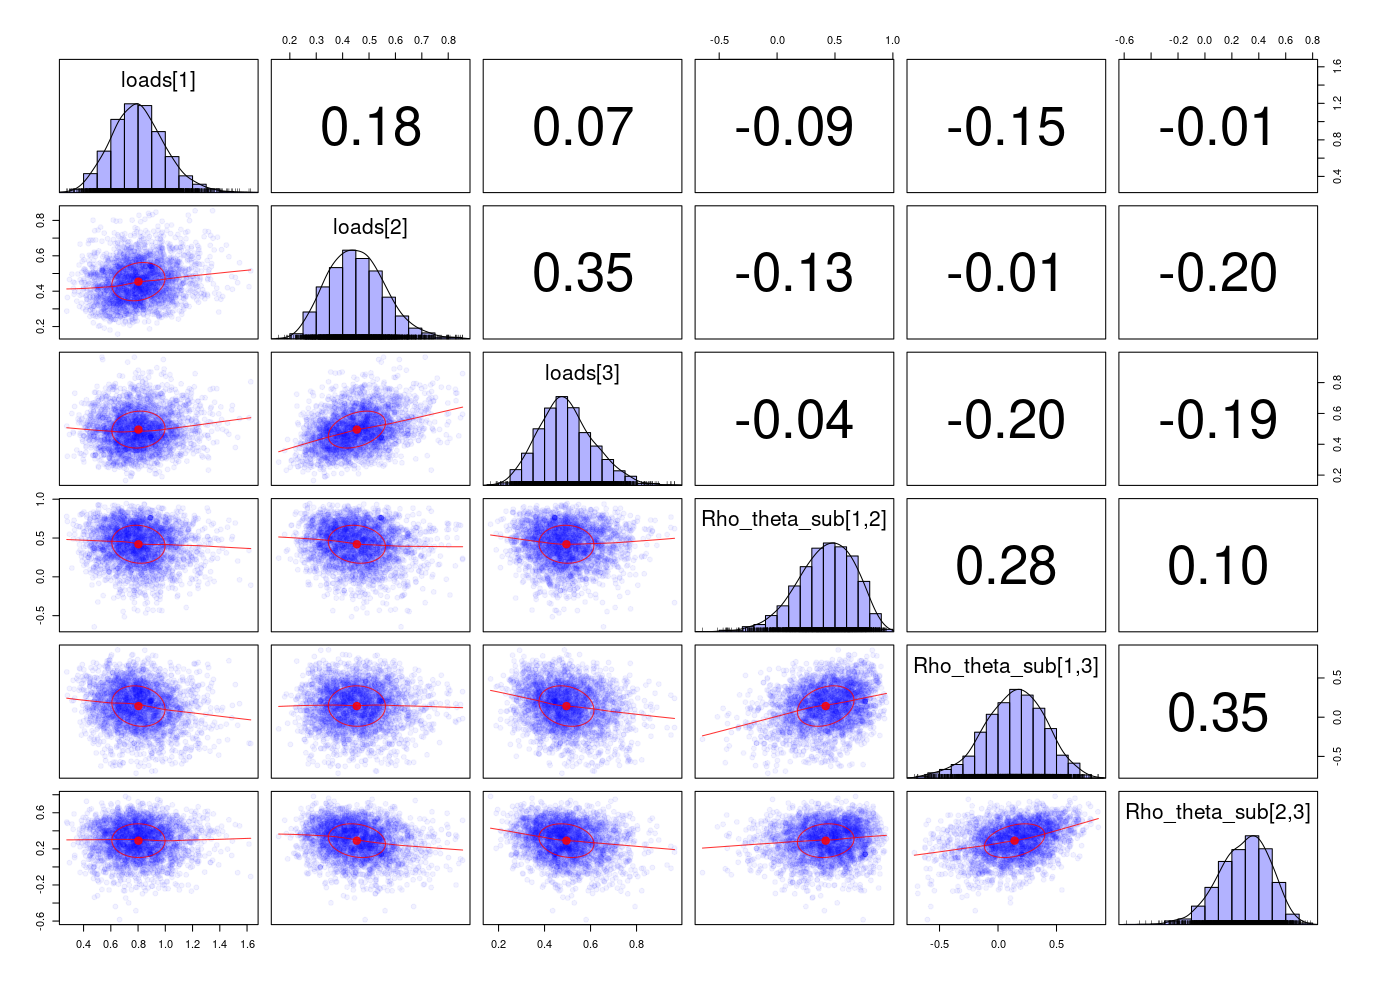 0.2 0.3 0.4 0.5 0.6 0.7 0.8
-0.5 0.0 0.5 1.0
-0.6 -0.2 0.0 0.2 0.4 0.6 0.8
loads[1]
0.18
0.07
-0.09
-0.15
-0.01
0.4 0.8 1.2 1.6
0.2 0.4 0.6 0.8
loads[2]
0.35
-0.13
-0.01
-0.20
loads[3]
-0.04
-0.20
-0.19
0.2 0.4 0.6 0.8
-0.5 0.0 0.5 1.0
Rho_theta_sub[1,2]
0.28
0.10
Rho_theta_sub[1,3]
0.35
-0.5 0.0 0.5
-0.6 -0.2 0.2 0.6
Rho_theta_sub[2,3]
0.4 0.6 0.8 1.0 1.2 1.4 1.6
0.2 0.4 0.6 0.8
-0.5 0.0 0.5